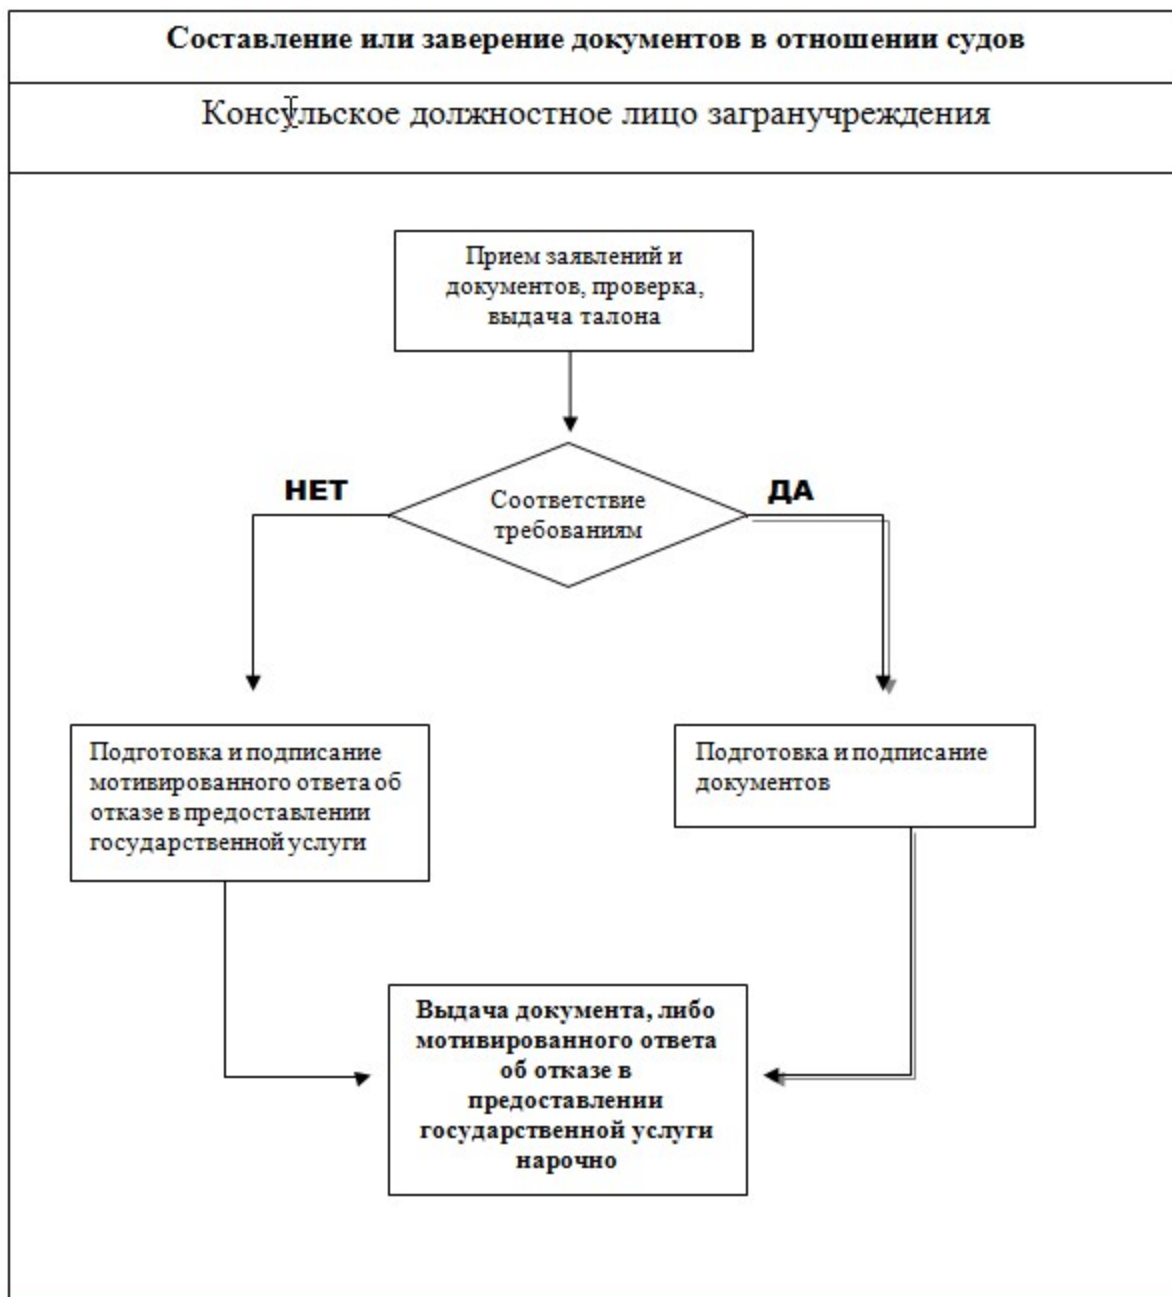 Составление или заверение документов в отношении судов
Консульское должностное лицо загранучреждения
Прием заявлений и
документов, проверка,
выдача талона
НЕТ
ДА
Соответствие
требованиям
Подготовка и подписание
мотивированного ответа об
отказе в предоставлении
государственной услуги
Подготовка и подписание
документов
Выдача документа, либо
мотивированного ответа
об отказе в
предоставлении
государственной услуги
нарочно